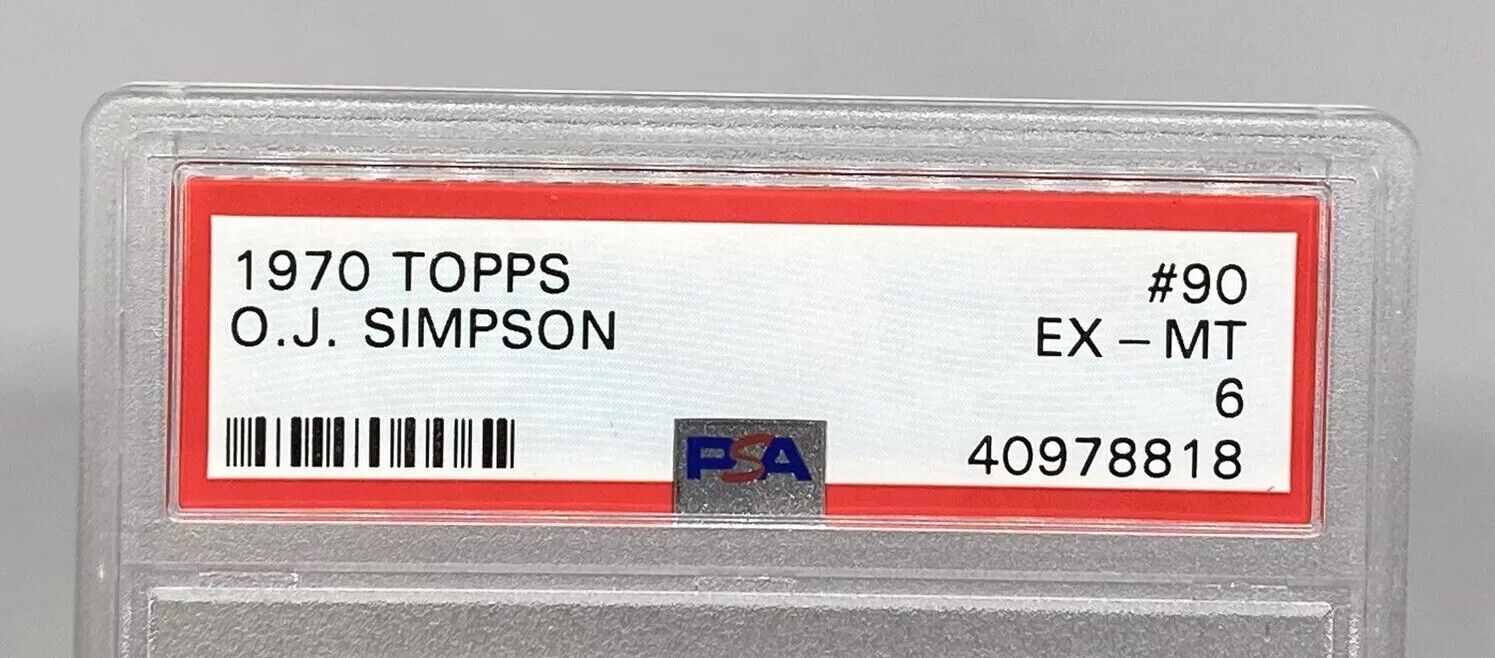 1970 TOPPS
O.J. SIMPSON
#90
EX – MT
6
40978818
PSA